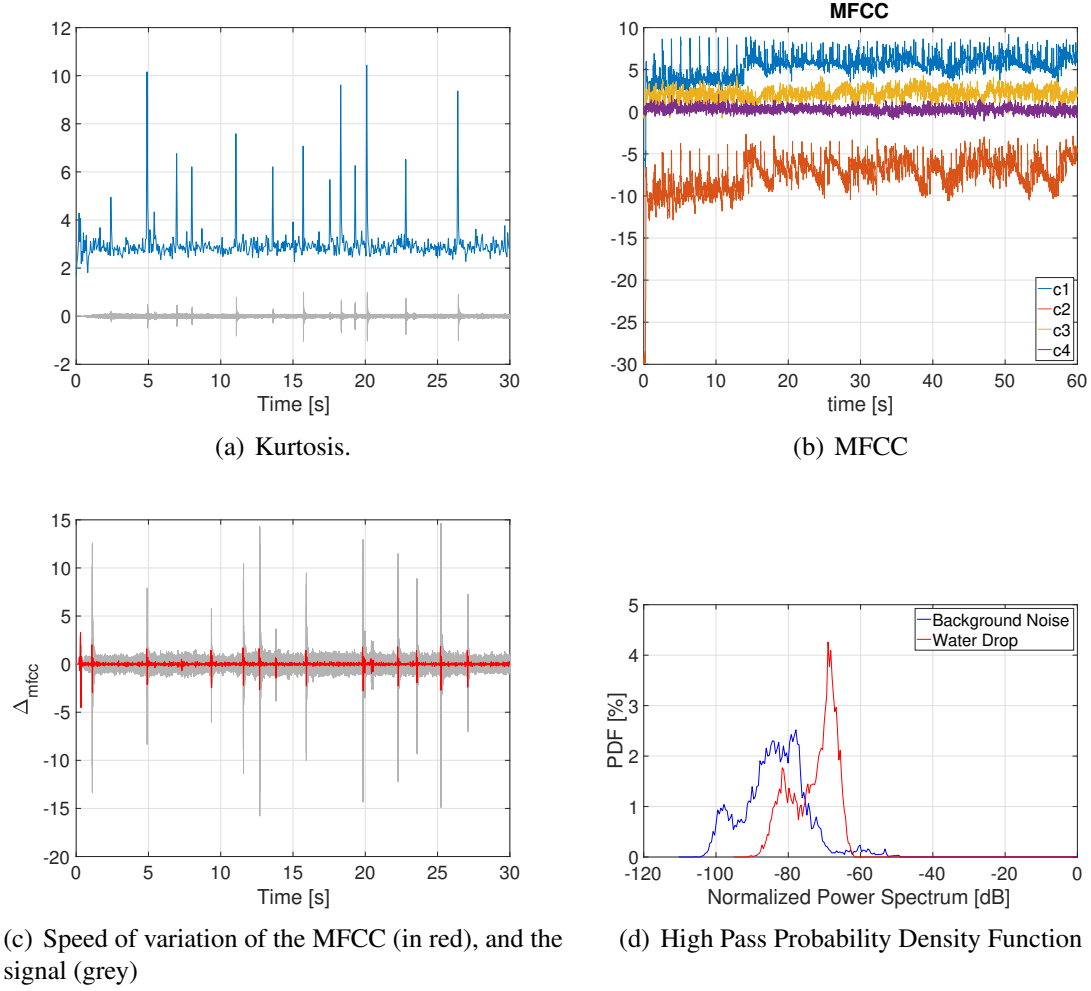 12
10
8
6
4
2
0
-2
0 5 10 15 20 25 30
Time [s]
(a) Kurtosis.
MFCC
10
5
0
-5
-10
-15
-20
-25
-30
c1
c2
c3
c4
0 10 20 30 40 50 60
time [s]
(b) MFCC
15
10
5
0
-5
-10
-15
-20
Δmfcc
0 5 10 15 20 25 30
Time [s]
(c) Speed of variation of the MFCC (in red), and the
signal (grey)
5
4
3
2
1
0
PDF [%]
Background Noise
Water Drop
-120 -100 -80 -60 -40 -20 0
Normalized Power Spectrum [dB]
(d) High Pass Probability Density Function